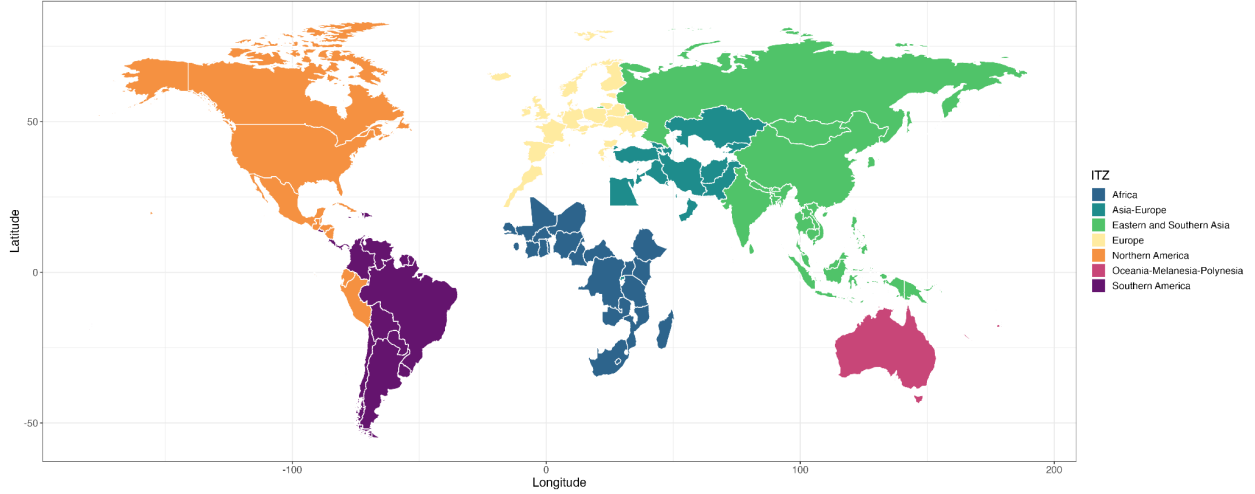 50
0
-50
Latitude
-100
0
100
200
Longitude
ITZ
Africa
Asia-Europe
Eastern and Southern Asia
Europe
Northern America
Oceania-Melanesia-Polynesia
Southern America